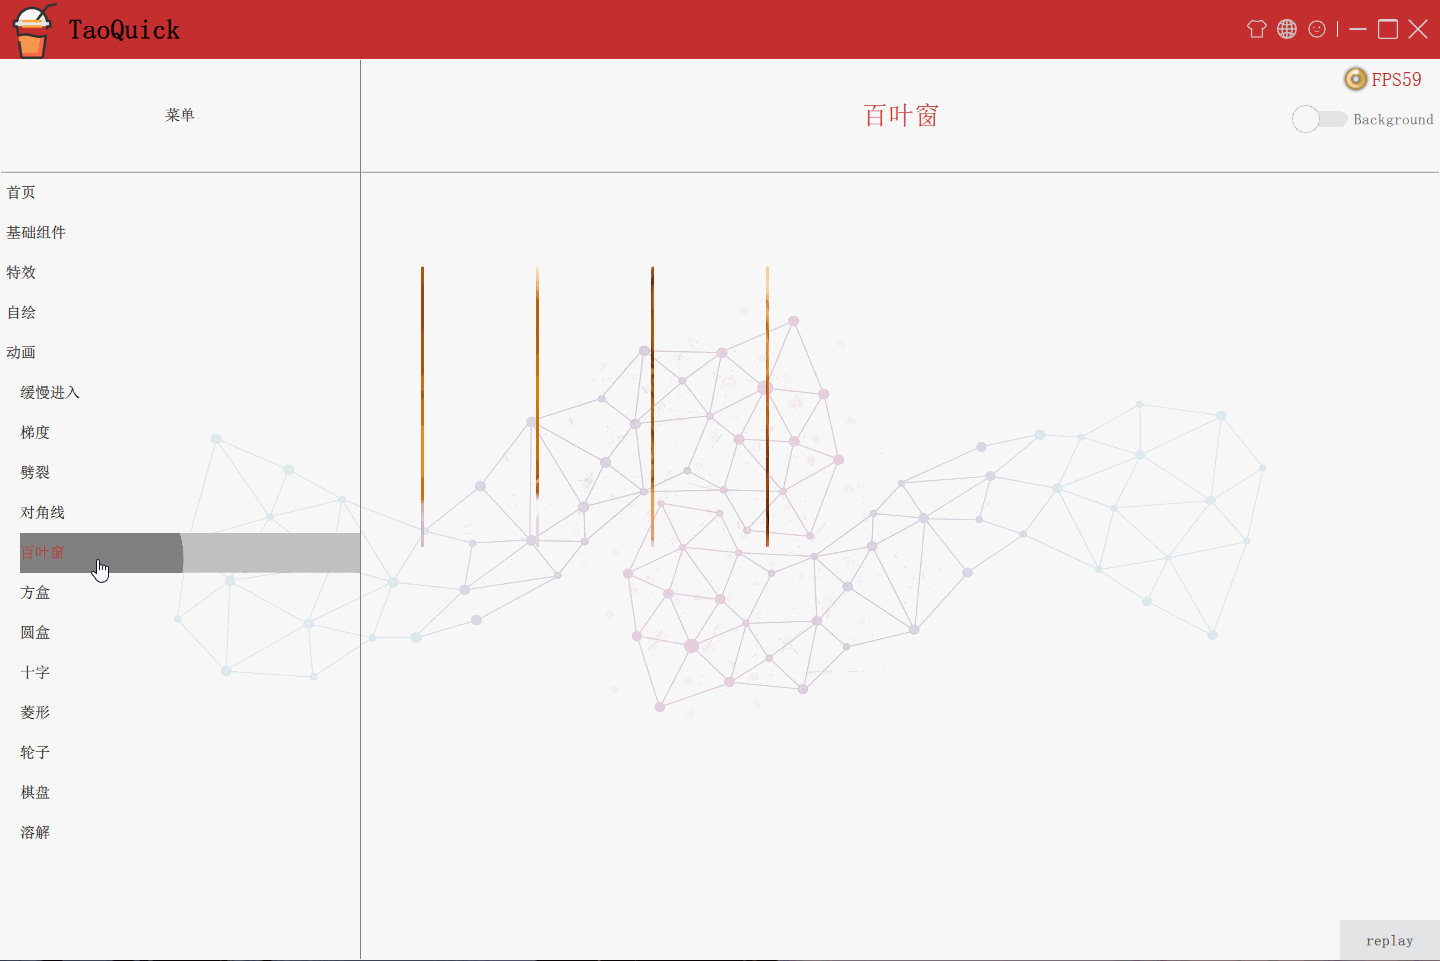 TaoQuick
FPS59
菜单
百叶窗
Background
首页
基础组件
特效
自绘
动画
缓慢进入
梯度
劈裂
对角线
百叶窗
方盒
圆盒
十字
菱形
轮子
棋盘
溶解
replay